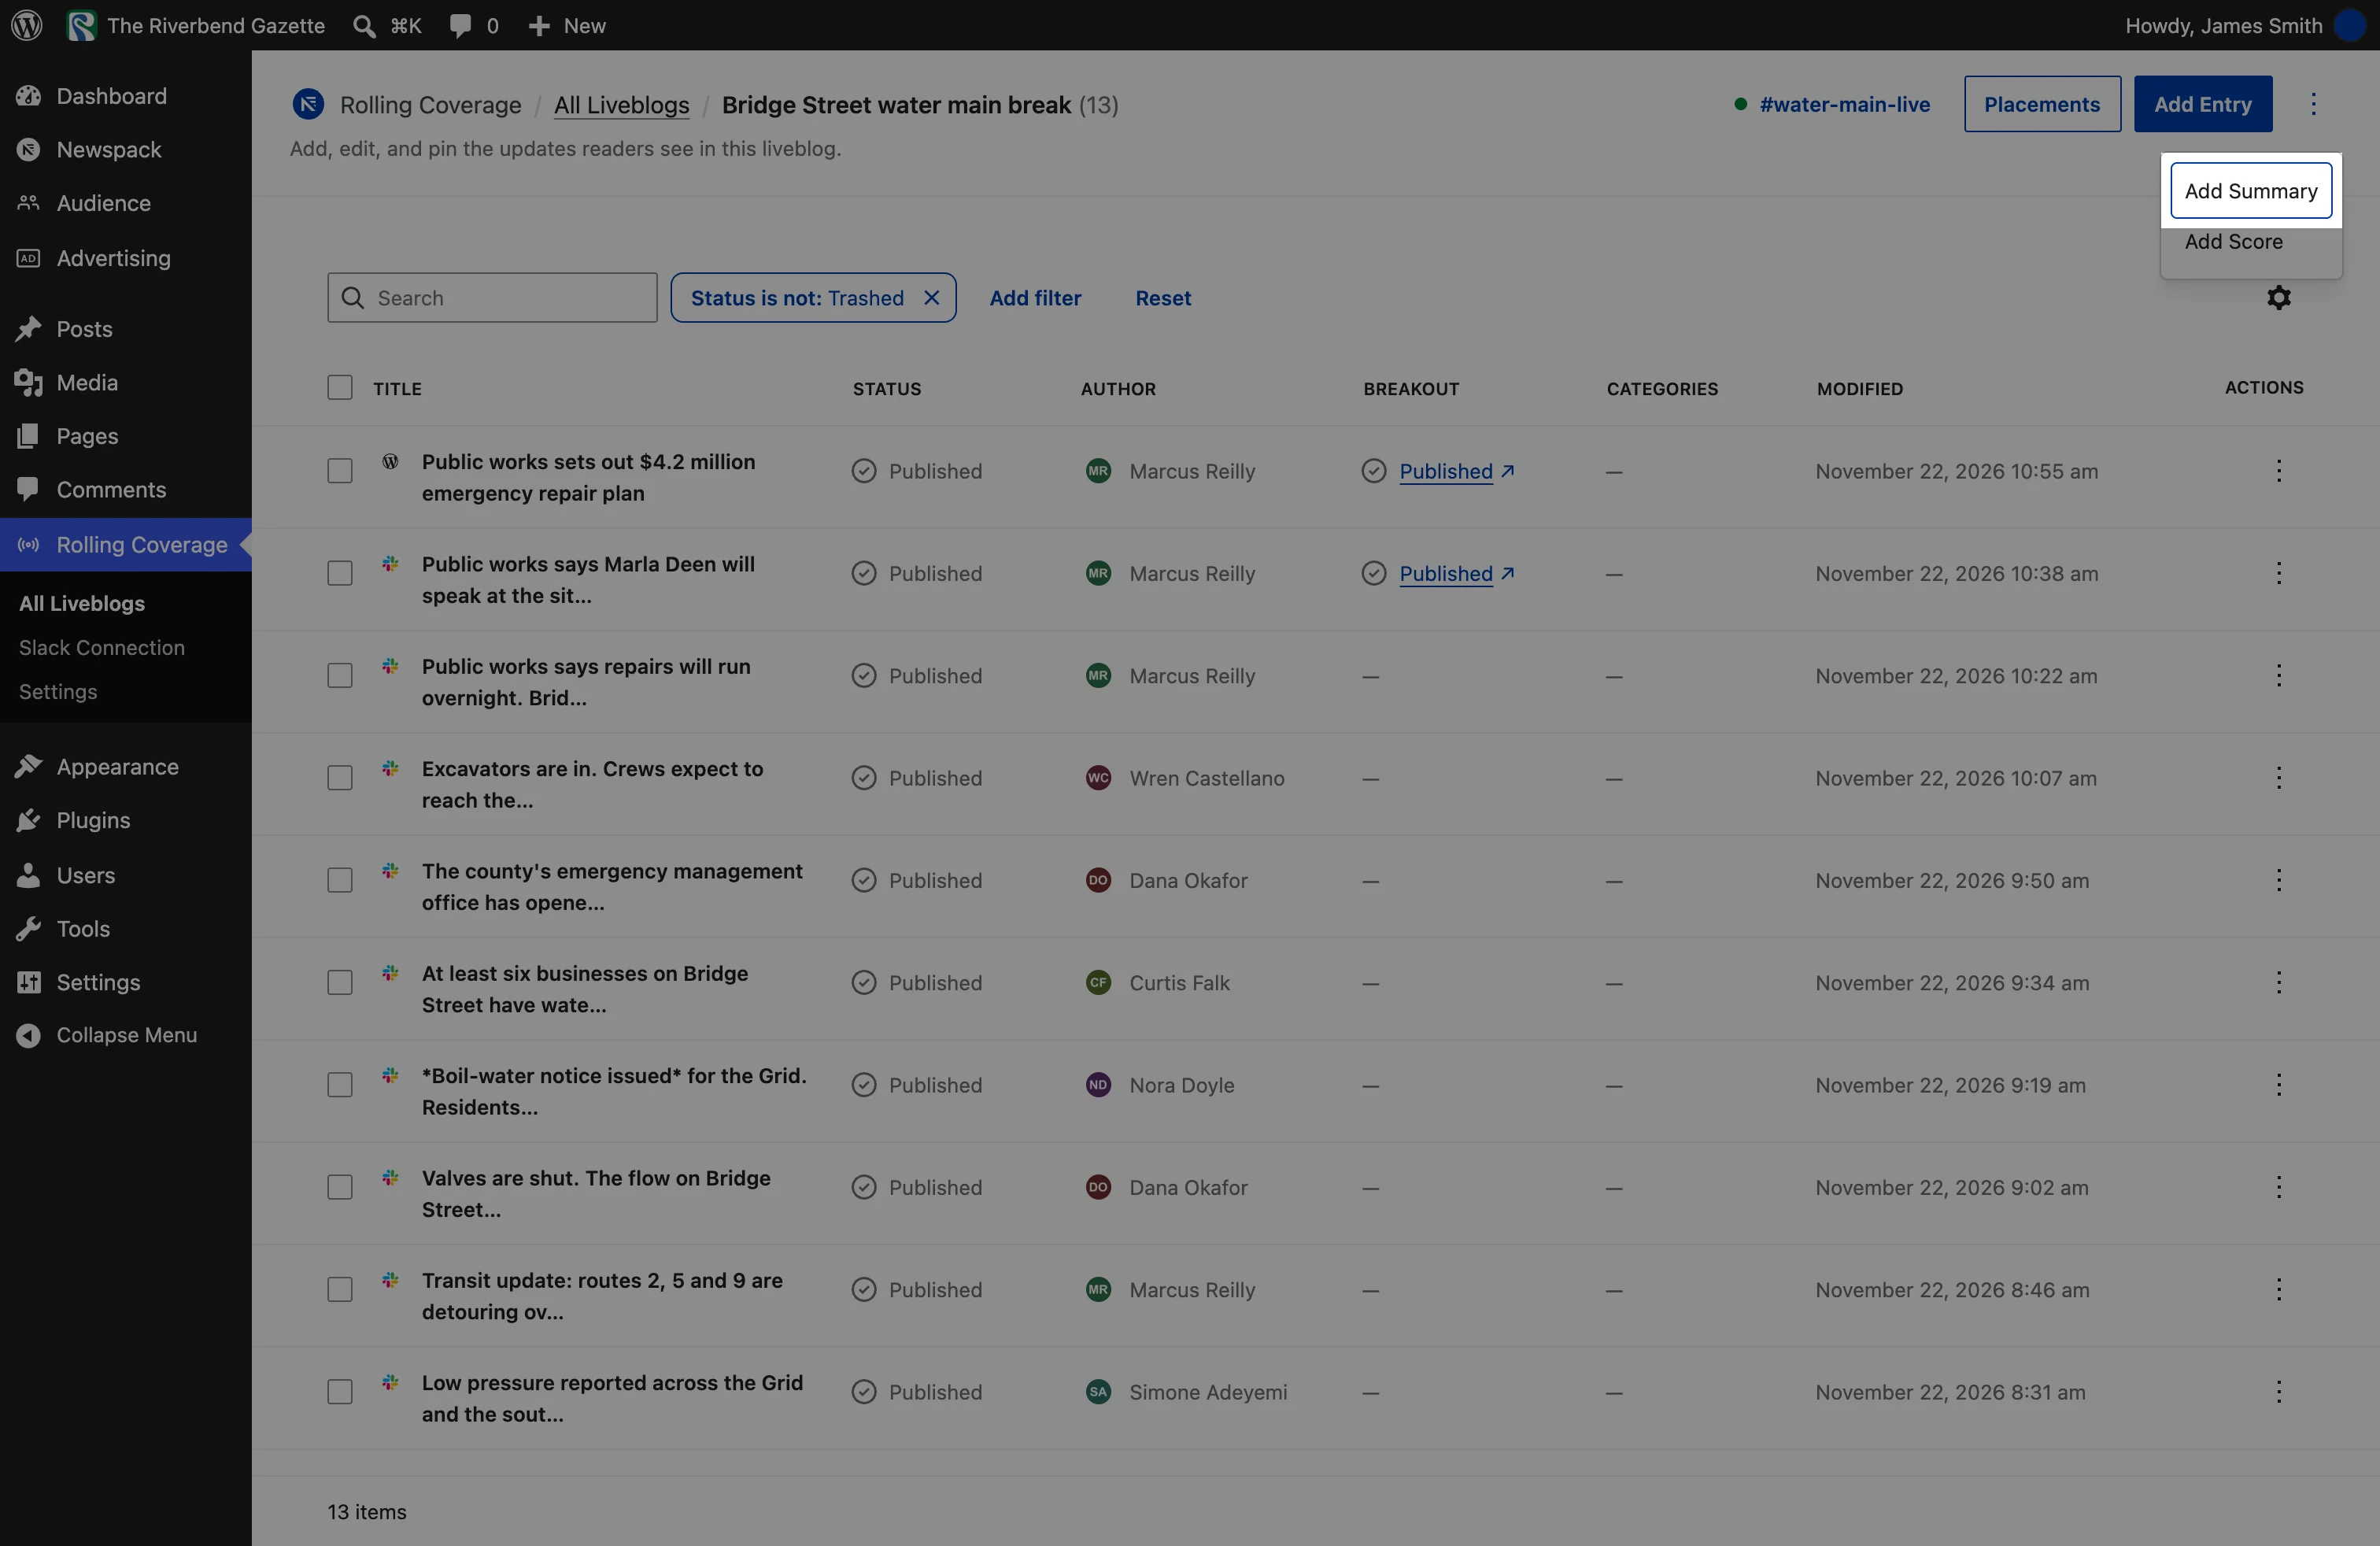 The Riverbend Gazette ⌘K 0 New Howdy, James Smith
Dashboard
Newspack
Audience
AD Advertising
Posts
Media
Pages
Comments
Rolling Coverage
All Liveblogs
Slack Connection
Settings
Appearance
Plugins
Users
Tools
Settings
Collapse Menu
Rolling Coverage / All Liveblogs / Bridge Street water main break (13)
#water-main-live Placements Add Entry
Add, edit, and pin the updates readers see in this liveblog.
Add Summary
Add Score
Search Status is not: Trashed Add filter Reset
TITLE STATUS AUTHOR BREAKOUT CATEGORIES MODIFIED ACTIONS
Public works sets out $4.2 million
emergency repair plan
Published MR Marcus Reilly Published ↗ — November 22, 2026 10:55 am
Public works says Marla Deen will
speak at the sit...
Published MR Marcus Reilly Published ↗ — November 22, 2026 10:38 am
Public works says repairs will run
overnight. Brid...
Published MR Marcus Reilly — — November 22, 2026 10:22 am
Excavators are in. Crews expect to
reach the...
Published WC Wren Castellano — — November 22, 2026 10:07 am
The county's emergency management
office has opene...
Published DO Dana Okafor — — November 22, 2026 9:50 am
At least six businesses on Bridge
Street have wate...
Published CF Curtis Falk — — November 22, 2026 9:34 am
*Boil-water notice issued* for the Grid.
Residents...
Published ND Nora Doyle — — November 22, 2026 9:19 am
Valves are shut. The flow on Bridge
Street...
Published DO Dana Okafor — — November 22, 2026 9:02 am
Transit update: routes 2, 5 and 9 are
detouring ov...
Published MR Marcus Reilly — — November 22, 2026 8:46 am
Low pressure reported across the Grid
and the sout...
Published SA Simone Adeyemi — — November 22, 2026 8:31 am
13 items